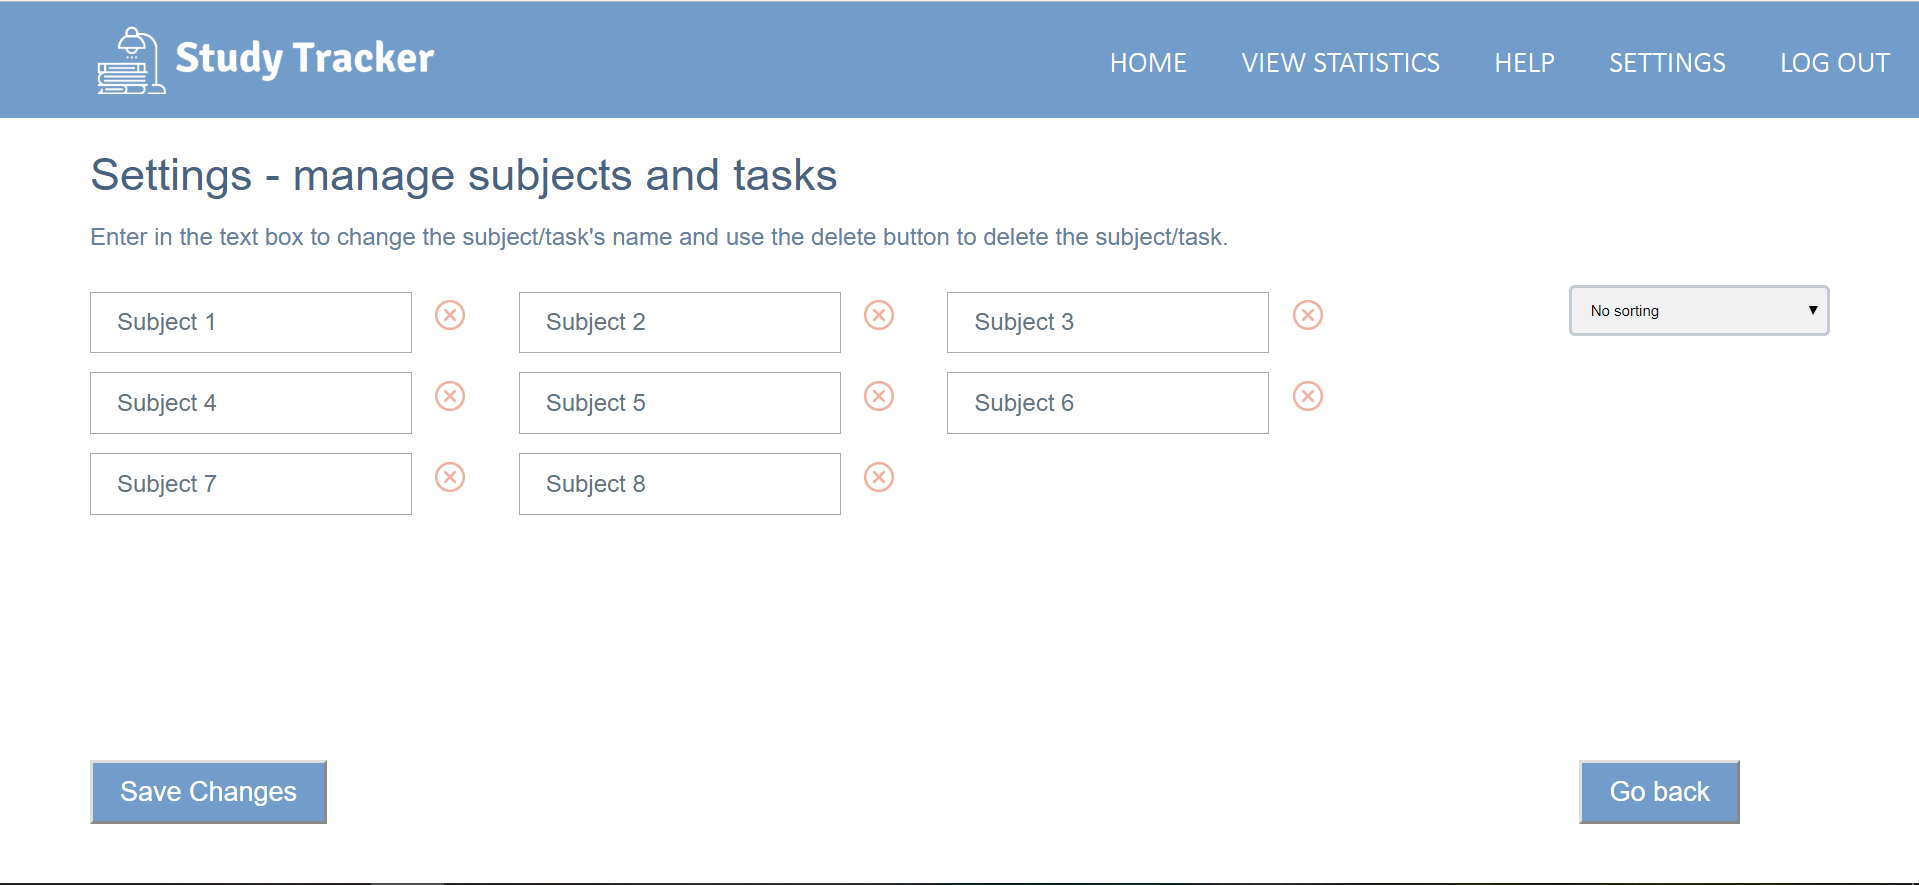 Study Tracker
HOME VIEW STATISTICS HELP SETTINGS LOG OUT
Settings - manage subjects and tasks
Enter in the text box to change the subject/task's name and use the delete button to delete the subject/task.
Subject 1 Subject 2 Subject 3 No sorting
Subject 4 Subject 5 Subject 6
Subject 7 Subject 8
Save Changes Go back